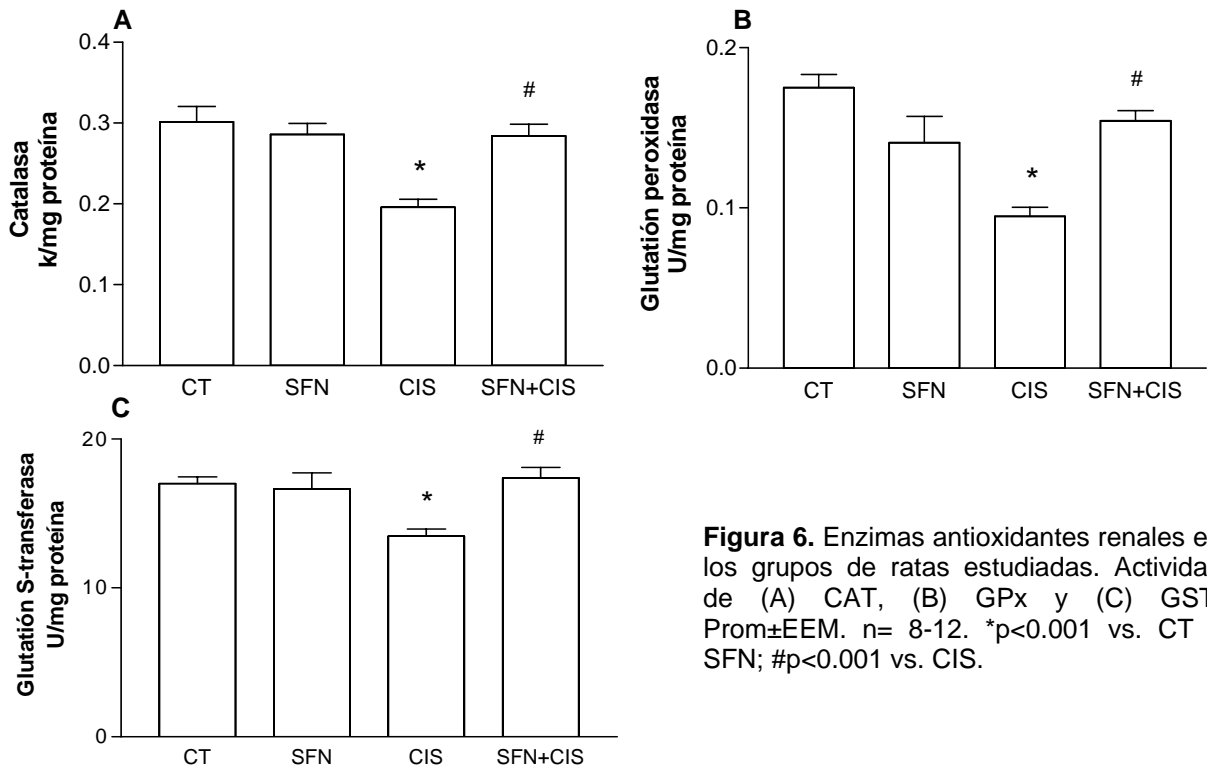 A
Catalasa
k/mg proteína
0.4
0.3
0.2
0.1
0.0
*
#
CT SFN CIS SFN+CIS
B
Glutatión peroxidasa
U/mg proteína
0.2
0.1
0.0
*
#
CT SFN CIS SFN+CIS
C
Glutatión S-transferasa
U/mg proteína
20
10
0
*
#
CT SFN CIS SFN+CIS
Figura 6. Enzimas antioxidantes renales e
los grupos de ratas estudiadas. Activida
de (A) CAT, (B) GPx y (C) GST
Prom±EEM. n= 8-12. *p<0.001 vs. CT
SFN; #p<0.001 vs. CIS.